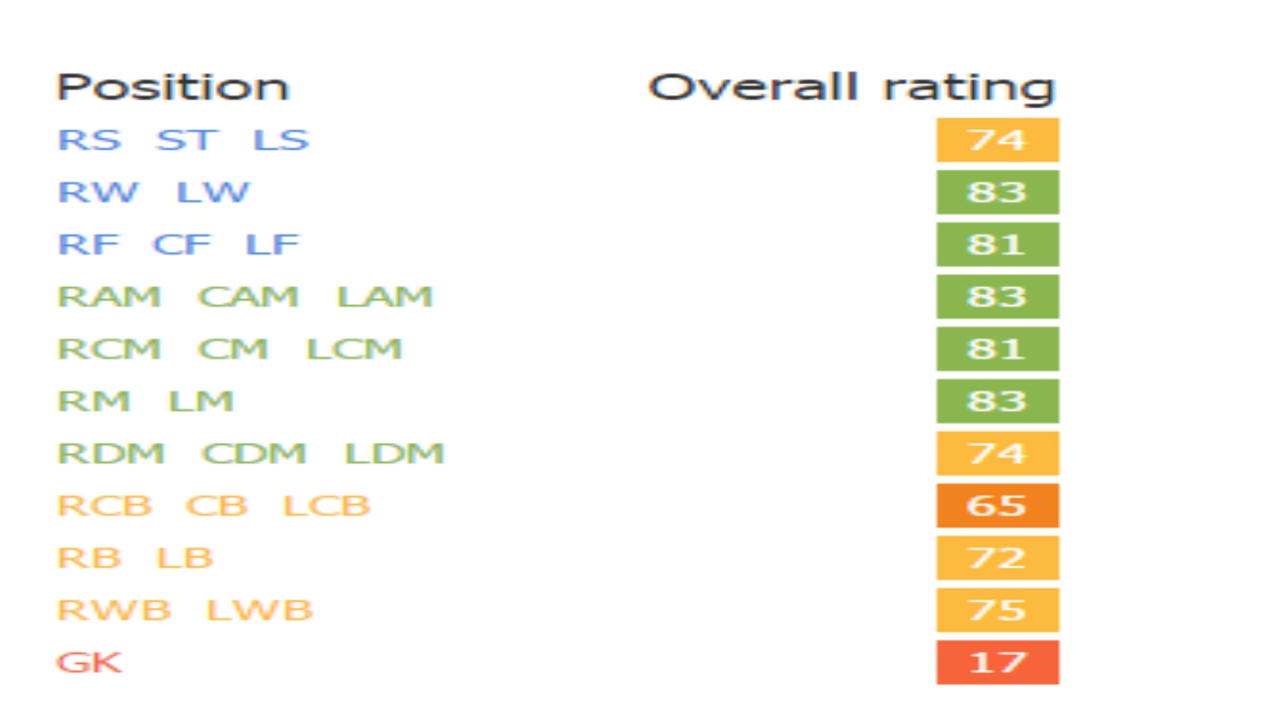 Position Overall rating
RS ST LS 74
RW LW 83
RF CF LF 81
RAM CAM LAM 83
RCM CM LCM 81
RM LM 83
RDM CDM LDM 74
RCB CB LCB 65
RB LB 72
RWB LWB 75
GK 17